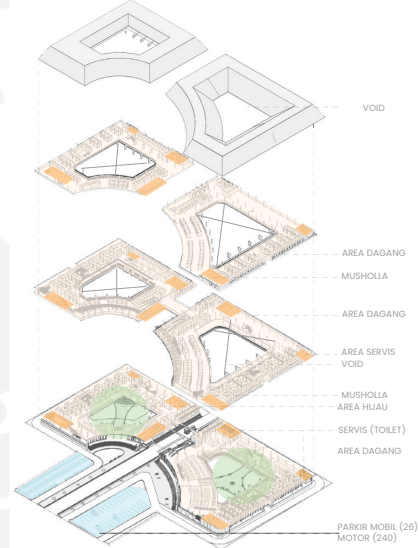 VOID
AREA DAGANG
MUSHOLLA
AREA DAGANG
AREA SERVIS
VOID
MUSHOLLA
AREA HIJAU
SERVIS (TOILET)
AREA DAGANG
PARKIR MOBIL (26)
MOTOR (240)